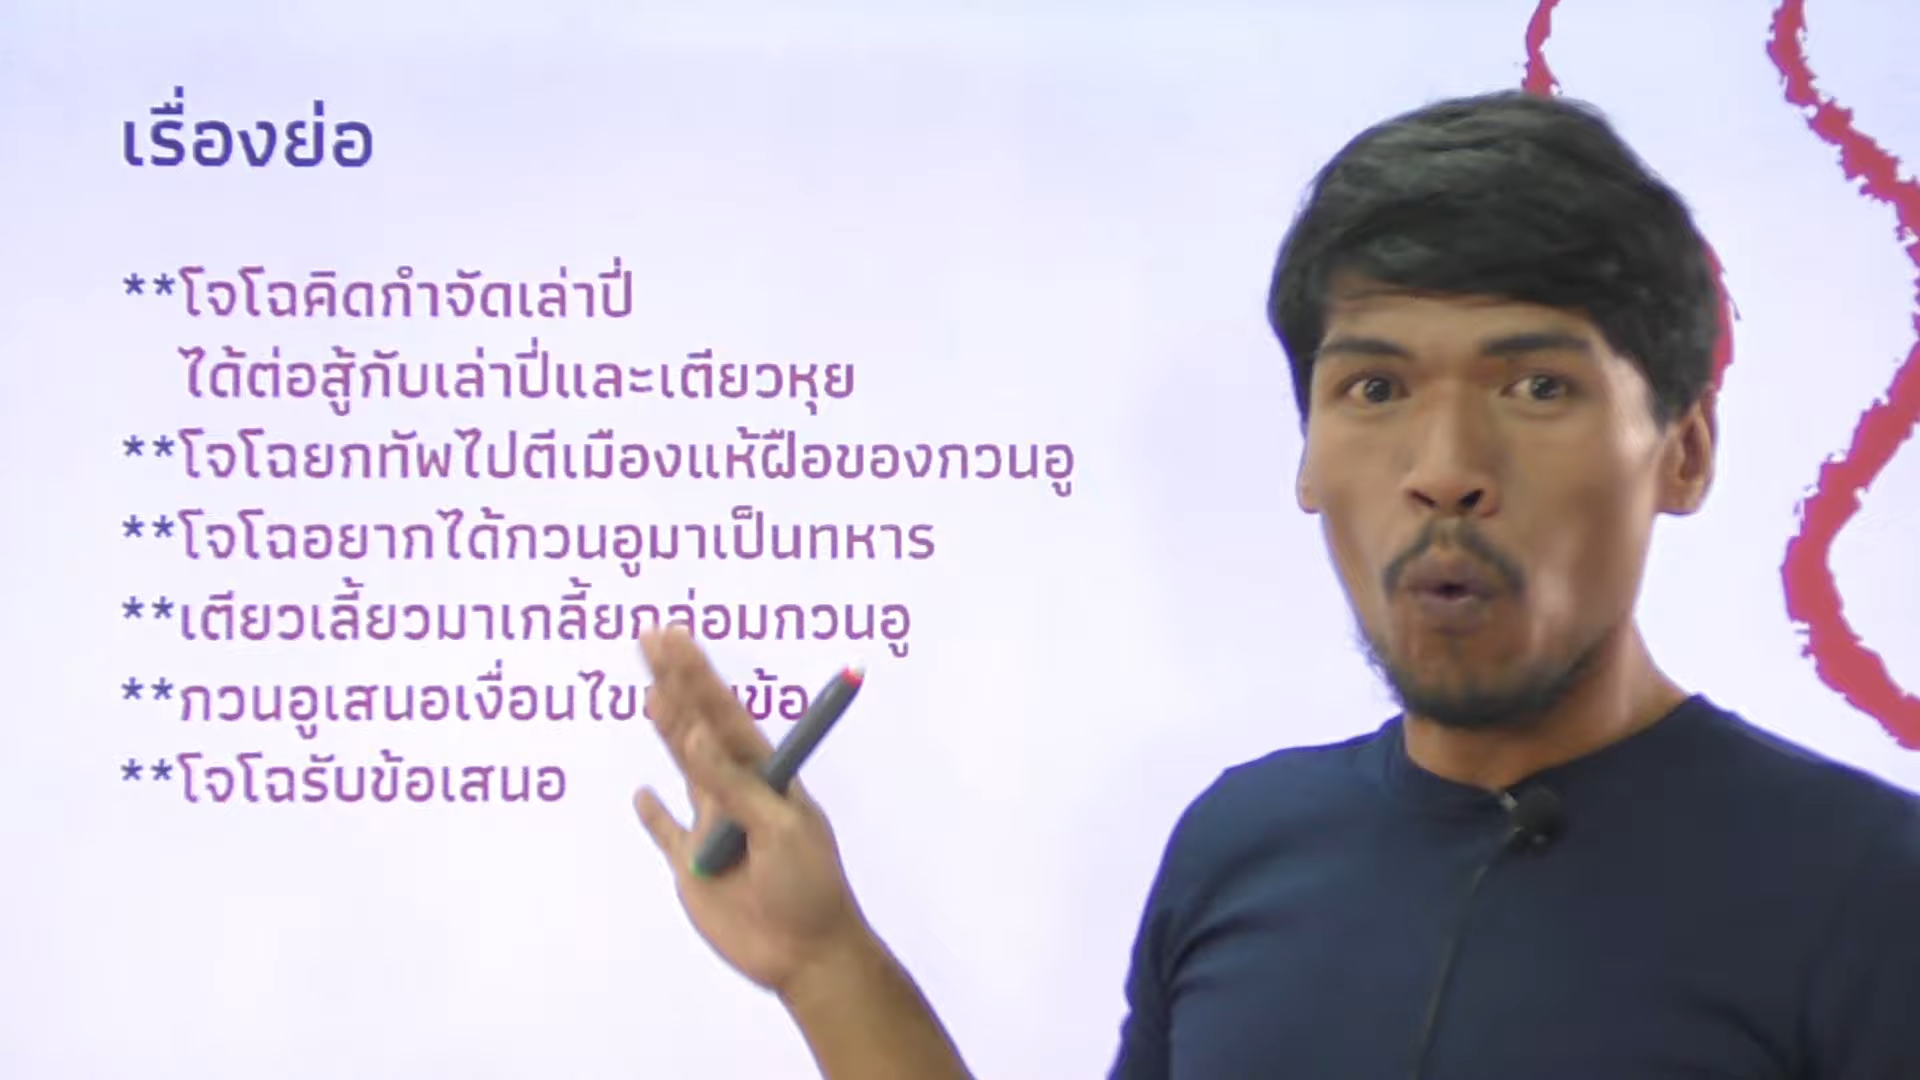 เรื่องย่อ
**โจโฉคิดกำจัดเล่าปี่
ได้ต่อสู้กับเล่าปี่และเตียวหุย
**โจโฉยกทัพไปตีเมืองแห้ฝือของกวนอู
**โจโฉอยากได้กวนอูมาเป็นทหาร
**เตียวเลี้ยวมาเกลี้ยกล่อมกวนอู
**กวนอูเสนอเงื่อนไข ข้อ
**โจโฉรับข้อเสนอ